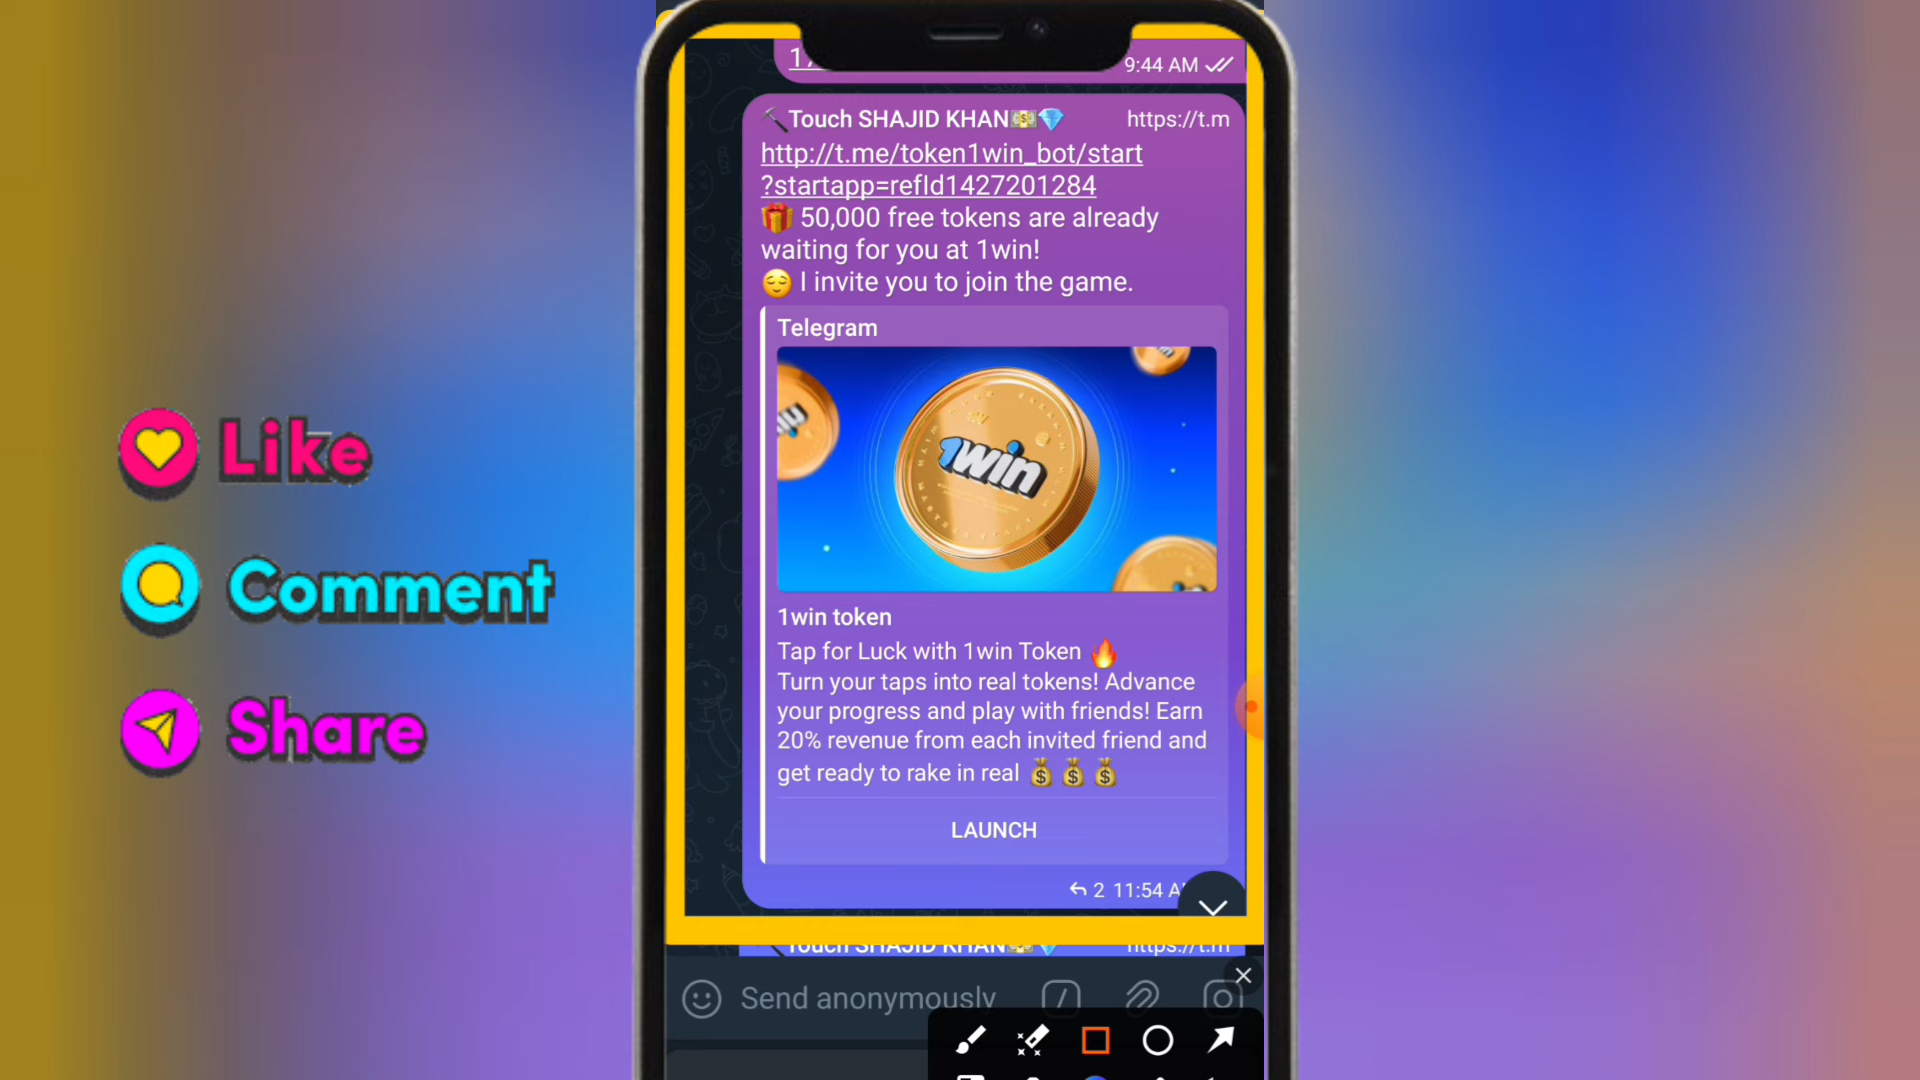 9:44 AM
Touch SHAJID KHAN https://t.m
http://t.me/token1win_bot/start
?startapp=refId1427201284
50,000 free tokens are already
waiting for you at 1win!
I invite you to join the game.
Telegram
1win
1win token
Tap for Luck with 1win Token
Turn your taps into real tokens! Advance
your progress and play with friends! Earn
20% revenue from each invited friend and
get ready to rake in real
LAUNCH
2 11:54 A
Touch SHAJID KHAN https://t.m
Send anonymously
Like
Comment
Share